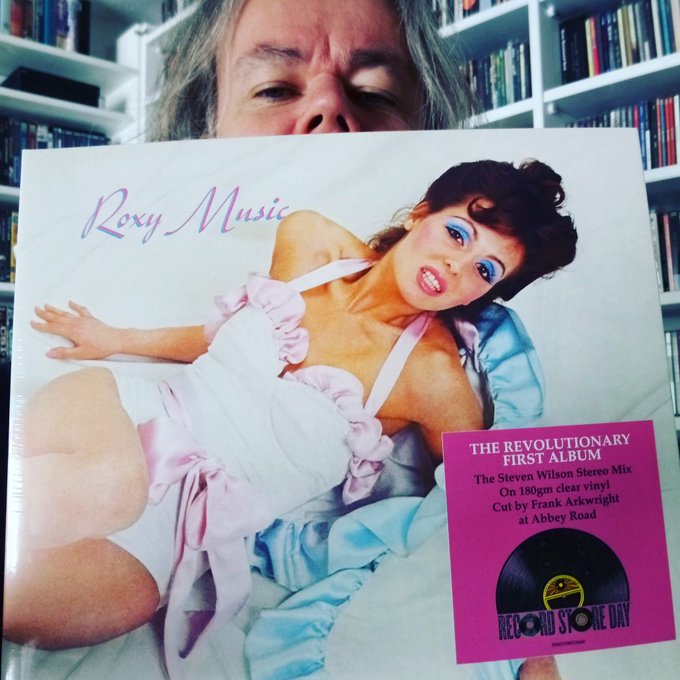 Roxy Music
THE REVOLUTIONARY
FIRST ALBUM
The Steven Wilson Stereo Mix
On 180gm clear vinyl
Cut by Frank Arkwright
at Abbey Road
RECORD STORE DAY